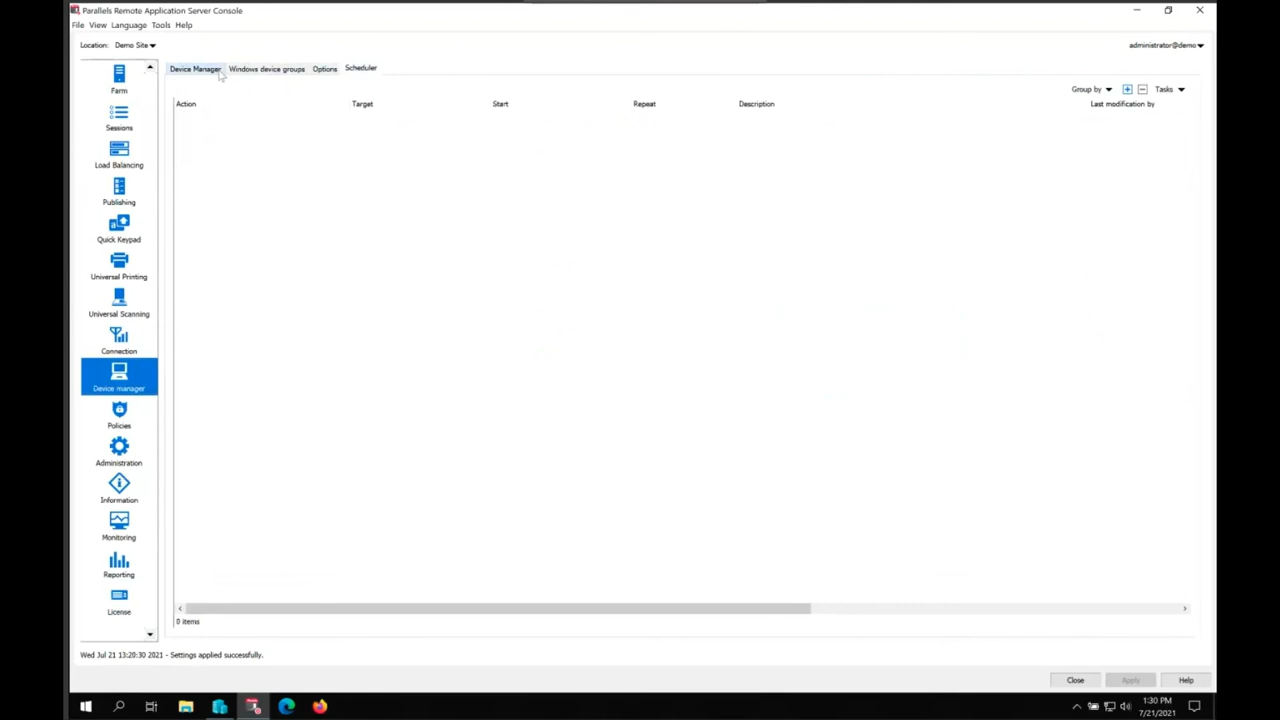 Parallels Remote Application Server Console
File View Language Tools Help
Location: Demo Site
administrator@demo
Farm
Sessions
Load Balancing
Publishing
Quick Keypad
Universal Printing
Universal Scanning
Connection
Device manager
Policies
Administration
Information
Monitoring
Reporting
License
Device Manager Windows device groups Options Scheduler
Group by Tasks
Action Target Start Repeat Description Last modification by
0 items
Wed Jul 21 13:20:30 2021 - Settings applied successfully.
Close Apply Help
1:30 PM
7/21/2021